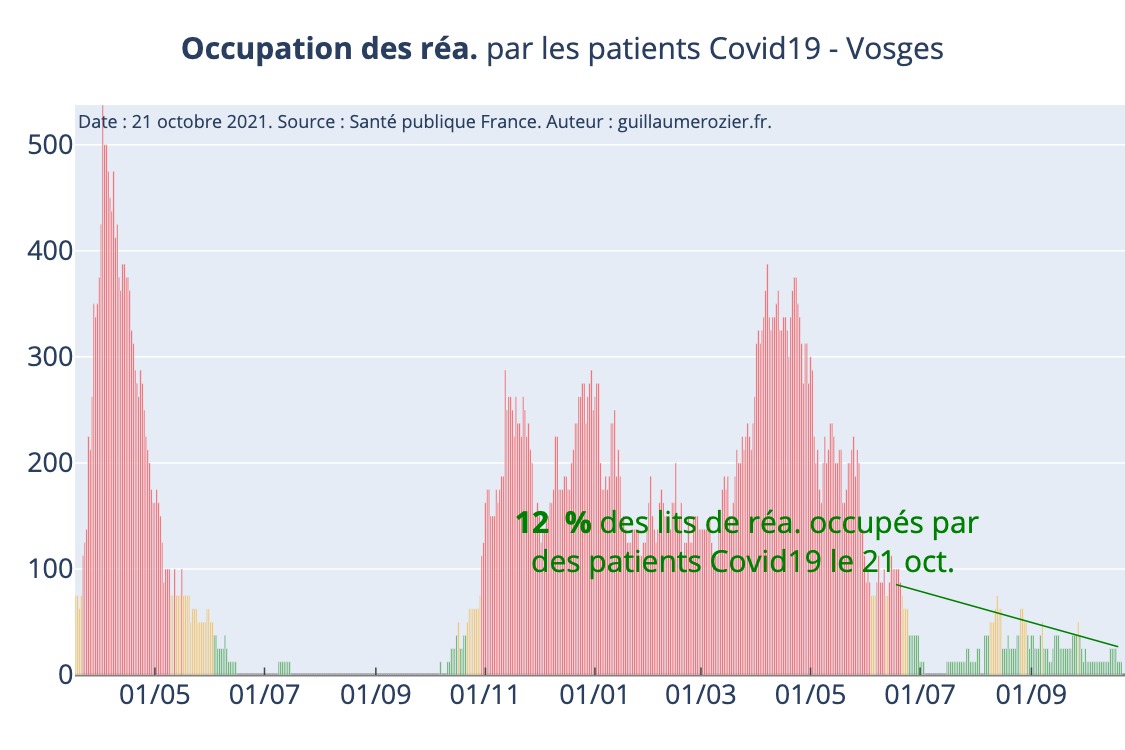 Occupation des réa. par les patients Covid19 - Vosges
Date : 21 octobre 2021. Source : Santé publique France. Auteur : guillaumerozier.fr.
500
400
300
200
100
0
12 % des lits de réa. occupés par
des patients Covid19 le 21 oct.
01/05 01/07 01/09 01/11 01/01 01/03 01/05 01/07 01/09